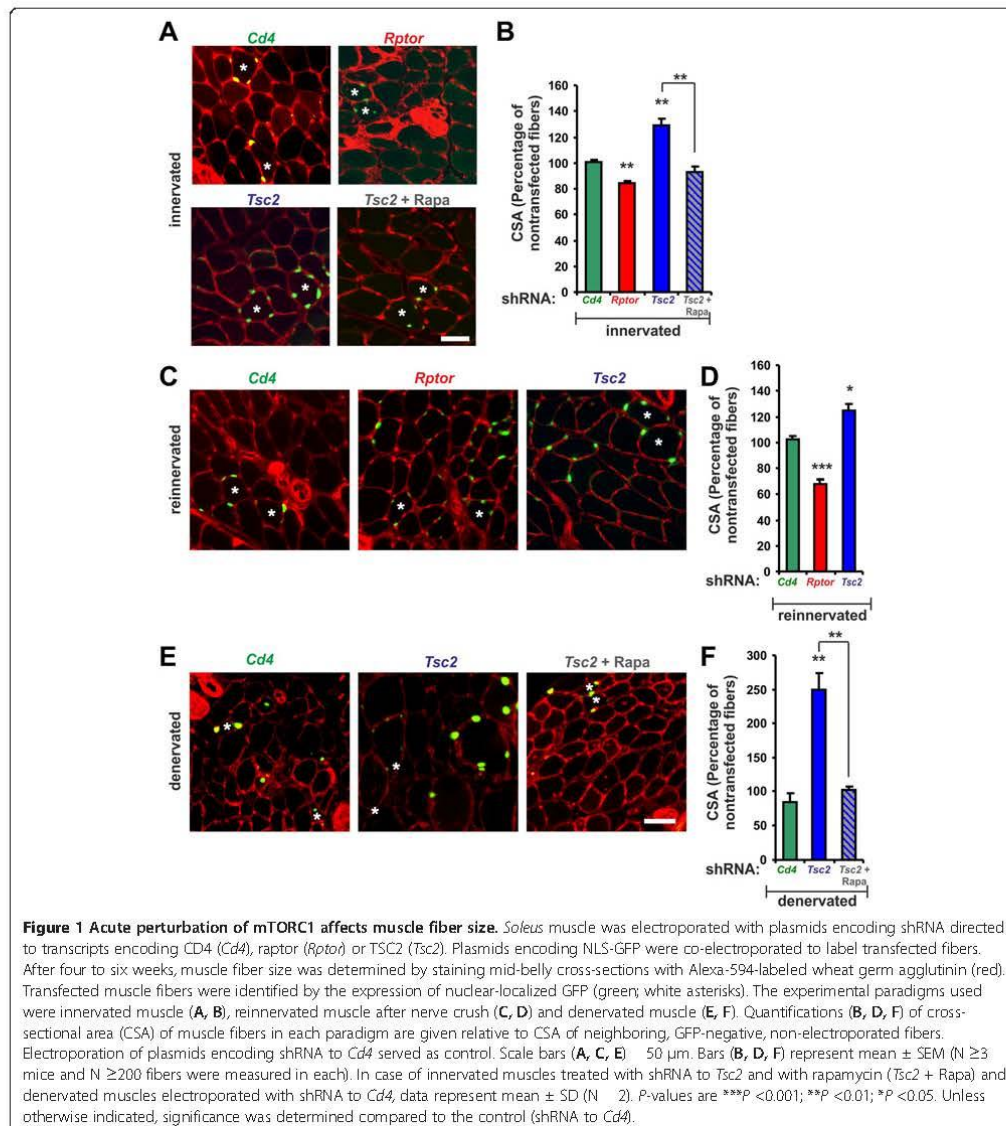 A
Cd4
Rptor
innervated
Tsc2
Tsc2 + Rapa
B
CSA (Percentage of
nontransfected fibers)
160
140
120
100
80
60
40
20
0
**
**
**
shRNA:
Cd4
Rptor
Tsc2
Tsc2 +
Rapa
innervated
C
Cd4
Rptor
Tsc2
reinnervated
D
CSA (Percentage of
nontransfected fibers)
160
140
120
100
80
60
40
20
0
***
*
shRNA:
Cd4
Rptor
Tsc2
reinnervated
E
Cd4
Tsc2
Tsc2 + Rapa
denervated
F
CSA (Percentage of
nontransfected fibers)
300
250
200
150
100
50
0
**
**
shRNA:
Cd4
Tsc2
Tsc2 +
Rapa
denervated
Figure 1 Acute perturbation of mTORC1 affects muscle fiber size. Soleus muscle was electroporated with plasmids encoding shRNA directed
to transcripts encoding CD4 (Cd4), raptor (Rptor) or TSC2 (Tsc2). Plasmids encoding NLS-GFP were co-electroporated to label transfected fibers.
After four to six weeks, muscle fiber size was determined by staining mid-belly cross-sections with Alexa-594-labeled wheat germ agglutinin (red).
Transfected muscle fibers were identified by the expression of nuclear-localized GFP (green; white asterisks). The experimental paradigms used
were innervated muscle (A, B), reinnervated muscle after nerve crush (C, D) and denervated muscle (E, F). Quantifications (B, D, F) of cross-
sectional area (CSA) of muscle fibers in each paradigm are given relative to CSA of neighboring, GFP-negative, non-electroporated fibers.
Electroporation of plasmids encoding shRNA to Cd4 served as control. Scale bars (A, C, E) 50 µm. Bars (B, D, F) represent mean ± SEM (N ≥3
mice and N ≥200 fibers were measured in each). In case of innervated muscles treated with shRNA to Tsc2 and with rapamycin (Tsc2 + Rapa) and
denervated muscles electroporated with shRNA to Cd4, data represent mean ± SD (N 2). P-values are ***P <0.001; **P <0.01; *P <0.05. Unless
otherwise indicated, significance was determined compared to the control (shRNA to Cd4).